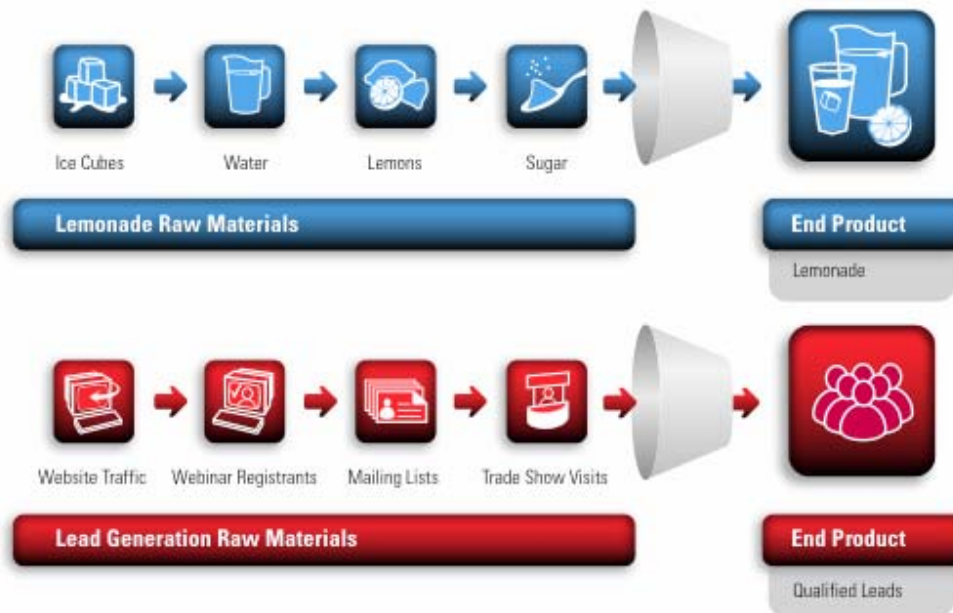 Ice Cubes
Water
Lemons
Sugar
Lemonade Raw Materials
End Product
Lemonade
Website Traffic
Webinar Registrants
Mailing Lists
Trade Show Visits
Lead Generation Raw Materials
End Product
Qualified Leads